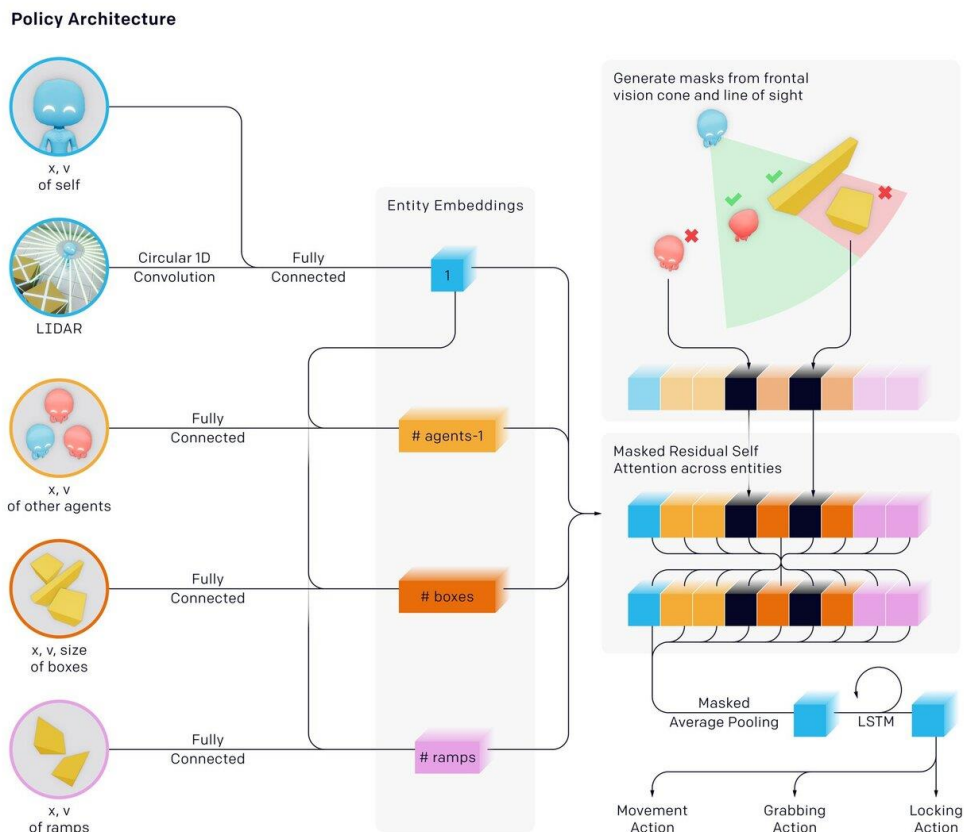 Policy Architecture
x, v
of self
LIDAR
Circular 1D
Convolution
Fully
Connected
Entity Embeddings
1
x, v
of other agents
Fully
Connected
# agents-1
x, v, size
of boxes
Fully
Connected
# boxes
x, v
of ramps
Fully
Connected
# ramps
Generate masks from frontal
vision cone and line of sight
Masked Residual Self
Attention across entities
Masked
Average Pooling
LSTM
Movement
Action
Grabbing
Action
Locking
Action